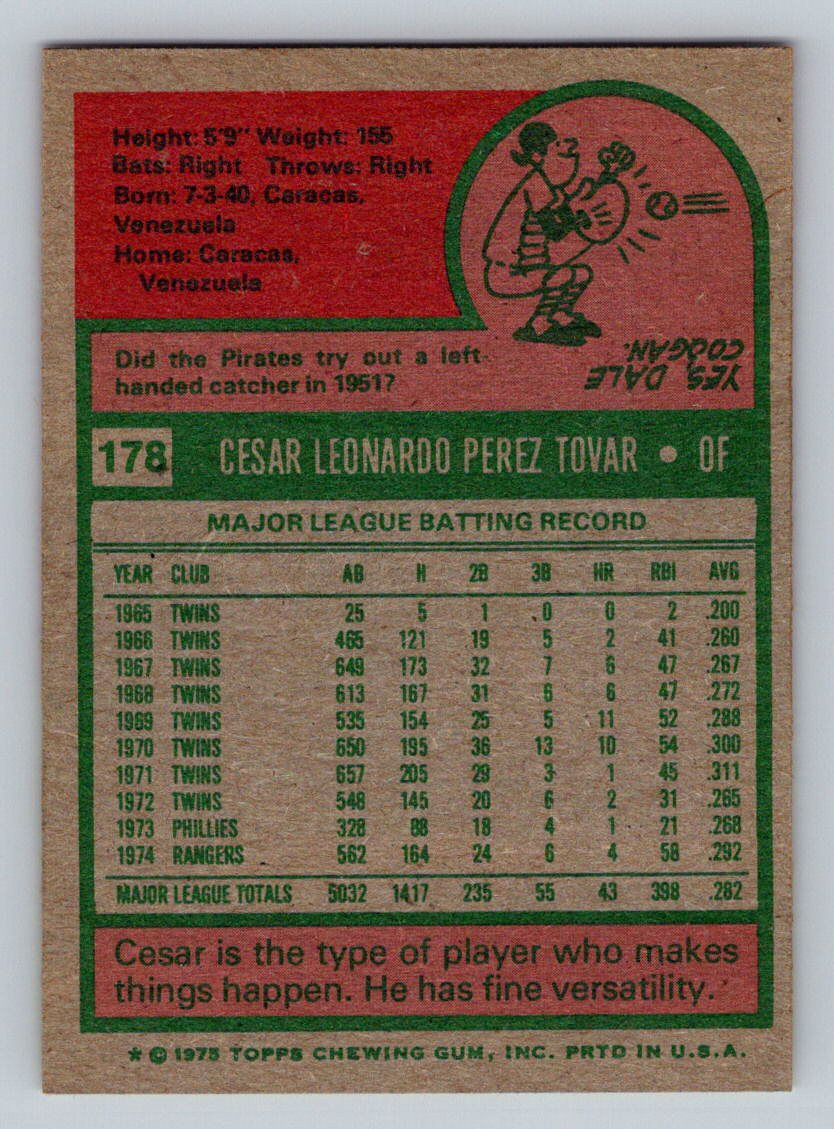 Height: 5'9" Weight: 155
Bats: Right Throws: Right
Born: 7-3-40, Caracas,
Venezuela
Home: Caracas,
Venezuela
YES, DALE
COOGAN.
Did the Pirates try out a left-
handed catcher in 1951?
178 CESAR LEONARDO PEREZ TOVAR • OF
MAJOR LEAGUE BATTING RECORD
YEAR CLUB AB H 2B 3B HR RBI AVG
1965 TWINS 25 5 1 0 0 2 .200
1966 TWINS 465 121 19 5 2 41 .260
1967 TWINS 649 173 32 7 6 47 .267
1968 TWINS 613 167 31 6 6 47 .272
1969 TWINS 535 154 25 5 11 52 .288
1970 TWINS 650 195 36 13 10 54 .300
1971 TWINS 657 205 29 3 1 45 .311
1972 TWINS 548 145 20 6 2 31 .265
1973 PHILLIES 328 88 18 4 1 21 .268
1974 RANGERS 562 164 24 6 4 58 .292
MAJOR LEAGUE TOTALS 5032 1417 235 55 43 398 .282
Cesar is the type of player who makes
things happen. He has fine versatility.
* © 1975 TOPPS CHEWING GUM, INC. PRTD IN U.S.A.